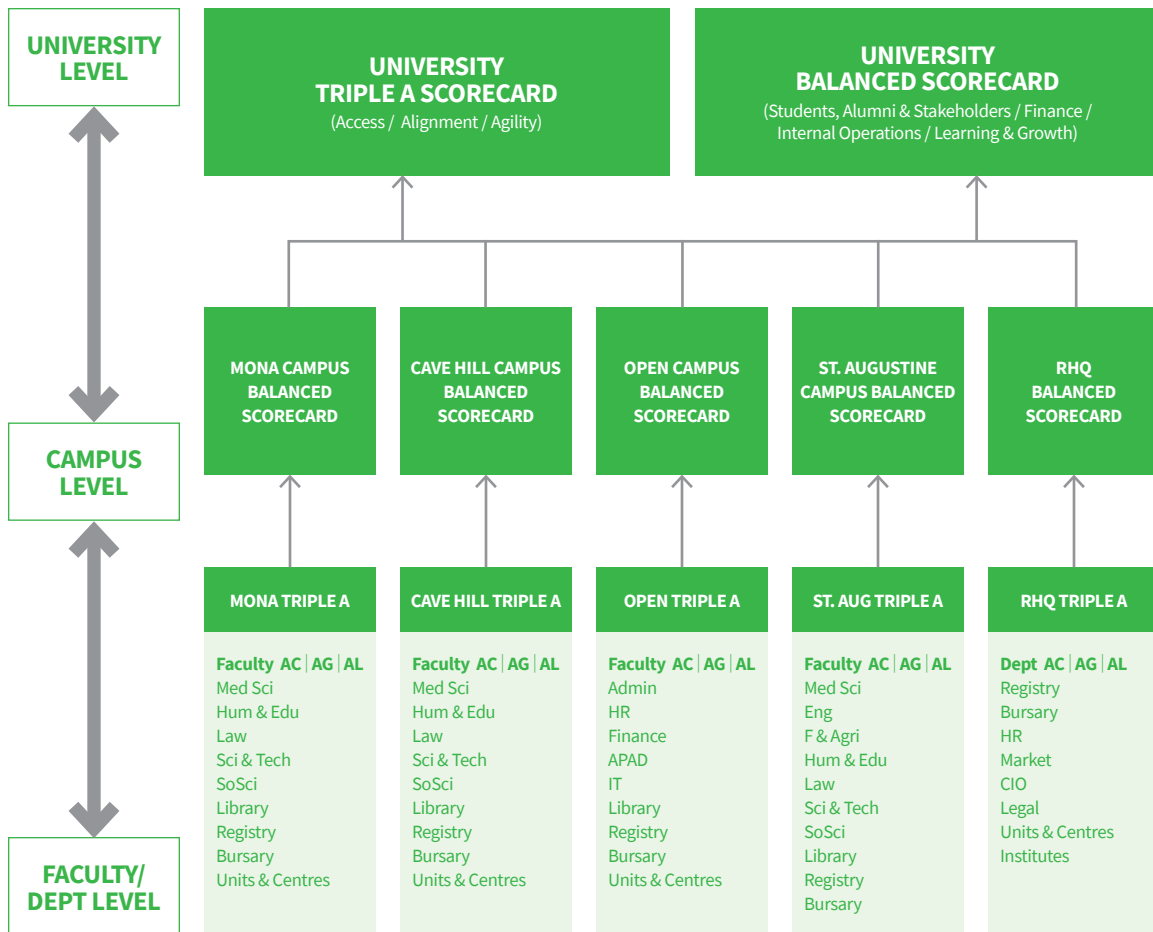 UNIVERSITY
LEVEL
UNIVERSITY
TRIPLE A SCORECARD
(Access / Alignment / Agility)
UNIVERSITY
BALANCED SCORECARD
(Students, Alumni & Stakeholders / Finance /
Internal Operations / Learning & Growth)
CAMPUS
LEVEL
MONA CAMPUS
BALANCED
SCORECARD
CAVE HILL CAMPUS
BALANCED
SCORECARD
OPEN CAMPUS
BALANCED
SCORECARD
ST. AUGUSTINE
CAMPUS BALANCED
SCORECARD
RHQ
BALANCED
SCORECARD
FACULTY/
DEPT LEVEL
MONA TRIPLE A
Faculty AC | AG | AL
Med Sci
Hum & Edu
Law
Sci & Tech
SoSci
Library
Registry
Bursary
Units & Centres
CAVE HILL TRIPLE A
Faculty AC | AG | AL
Med Sci
Hum & Edu
Law
Sci & Tech
SoSci
Library
Registry
Bursary
Units & Centres
OPEN TRIPLE A
Faculty AC | AG | AL
Admin
HR
Finance
APAD
IT
Library
Registry
Bursary
Units & Centres
ST. AUG TRIPLE A
Faculty AC | AG | AL
Med Sci
Eng
F & Agri
Hum & Edu
Law
Sci & Tech
SoSci
Library
Registry
Bursary
RHQ TRIPLE A
Dept AC | AG | AL
Registry
Bursary
HR
Market
CIO
Legal
Units & Centres
Institutes